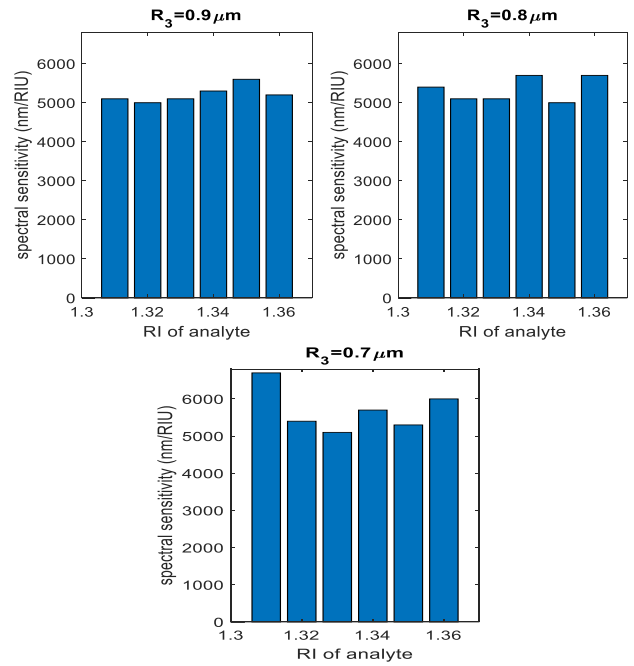 R3=0.9μm
spectral sensitivity (nm/RIU)
6000
5000
4000
3000
2000
1000
0
1.3 1.32 1.34 1.36
RI of analyte
R3=0.8μm
spectral sensitivity (nm/RIU)
6000
5000
4000
3000
2000
1000
0
1.3 1.32 1.34 1.36
RI of analyte
R3=0.7μm
spectral sensitivity (nm/RIU)
6000
5000
4000
3000
2000
1000
0
1.3 1.32 1.34 1.36
RI of analyte